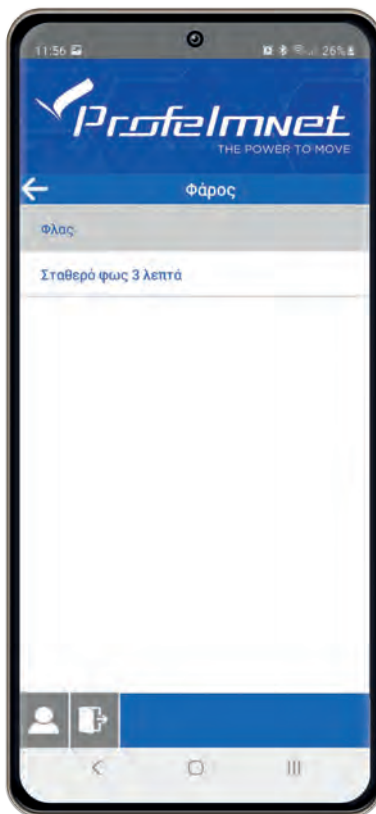 11:56
26%
Profelmnet
THE POWER TO MOVE
Φάρος
Φλας
Σταθερό φως 3 λεπτά